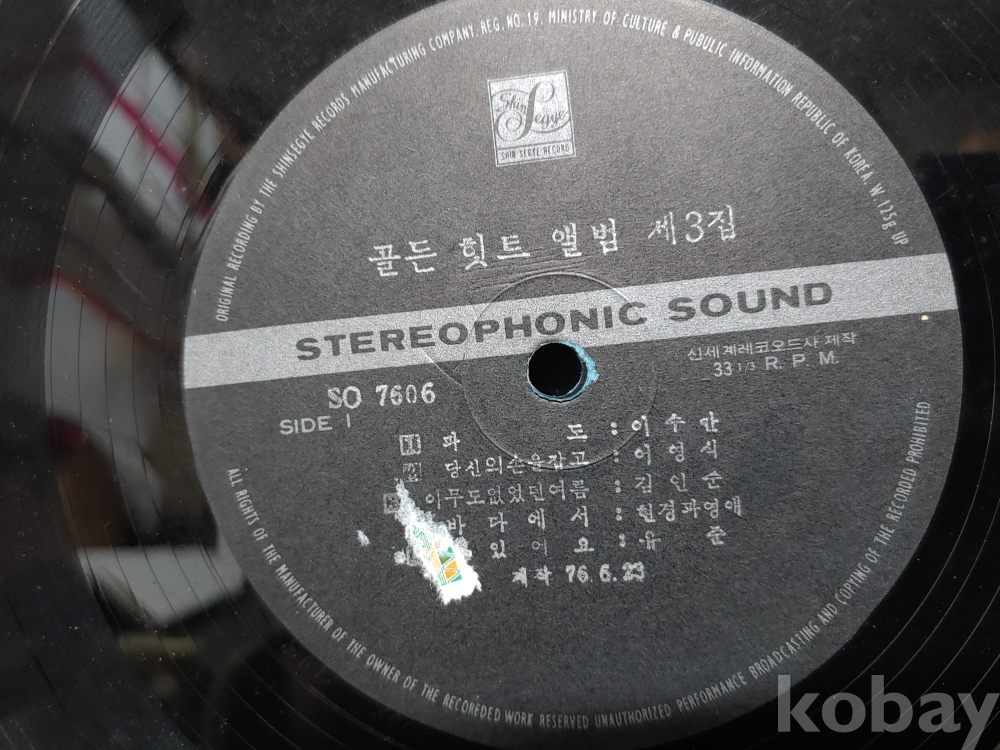 ORIGINAL RECORDING BY THE SHINSEGYE RECORDS MANUFACTURING COMPANY. REG. NO. 19. MINISTRY OF CULTURE & PUBULIC INFORMATION REPUBLIC OF KOREA. W. 125g UP
Shin Segye
SHIN SEGYE RECORD
골든 힛트 앨범 제3집
STEREOPHONIC SOUND
신세계레코오드사 제작
33 1/3 R. P. M.
SO 7606
SIDE 1
1 파 도 : 이수만
2 당신의손을잡고 : 이영식
3 아무도없었던여름 : 김인순
바다에서 : 현경과영애
있어요 : 유 준
제작 76.6.23
ALL RIGHTS OF THE MANUFACTURER OF THE OWNER OF THE RECORDED WORK RESERVED UNAUTHORIZED PERFORMANCE BROADCASTING AND COPYING OF THE RECORDED PROHIBITED
kobay